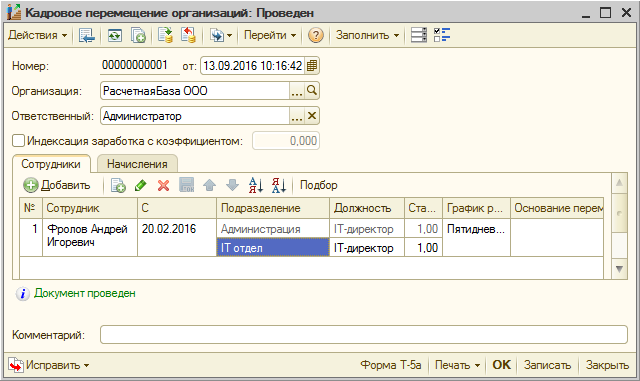 Кадровое перемещение организаций: Проведен
Действия Перейти Заполнить
Номер: 00000000001 от: 13.09.2016 10:16:42
Организация: РасчетнаяБаза ООО
Ответственный: Администратор
Индексация заработка с коэффициентом: 0,000
Сотрудники Начисления
Добавить Подбор
№ Сотрудник С Подразделение Должность Ста... График р... Основание перем
1 Фролов Андрей Игоревич 20.02.2016 Администрация IT-директор 1,00 Пятиднев...
IT отдел IT-директор 1,00
Документ проведен
Комментарий:
Исправить Форма Т-5а Печать OK Записать Закрыть